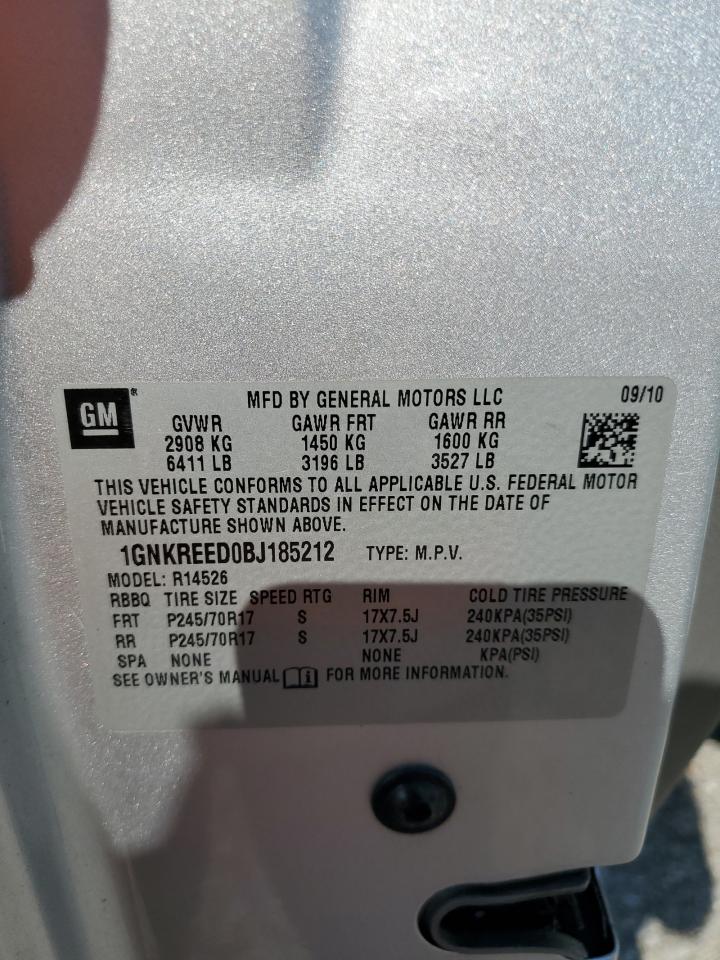 GM ®
MFD BY GENERAL MOTORS LLC 09/10
GVWR GAWR FRT GAWR RR
2908 KG 1450 KG 1600 KG
6411 LB 3196 LB 3527 LB
THIS VEHICLE CONFORMS TO ALL APPLICABLE U.S. FEDERAL MOTOR
VEHICLE SAFETY STANDARDS IN EFFECT ON THE DATE OF
MANUFACTURE SHOWN ABOVE.
1GNKREED0BJ185212 TYPE: M.P.V.
MODEL: R14526
RBBQ TIRE SIZE SPEED RTG RIM COLD TIRE PRESSURE
FRT P245/70R17 S 17X7.5J 240KPA(35PSI)
RR P245/70R17 S 17X7.5J 240KPA(35PSI)
SPA NONE NONE KPA(PSI)
SEE OWNER'S MANUAL i FOR MORE INFORMATION.